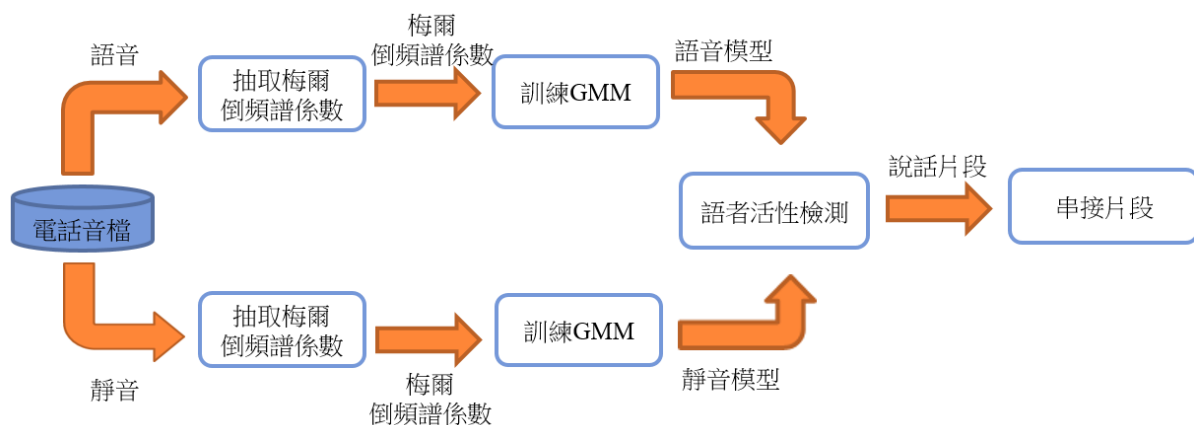 語音
抽取梅爾
倒頻譜係數
梅爾
倒頻譜係數
訓練GMM
語音模型
電話音檔
語者活性檢測
說話片段
串接片段
靜音
抽取梅爾
倒頻譜係數
梅爾
倒頻譜係數
訓練GMM
靜音模型